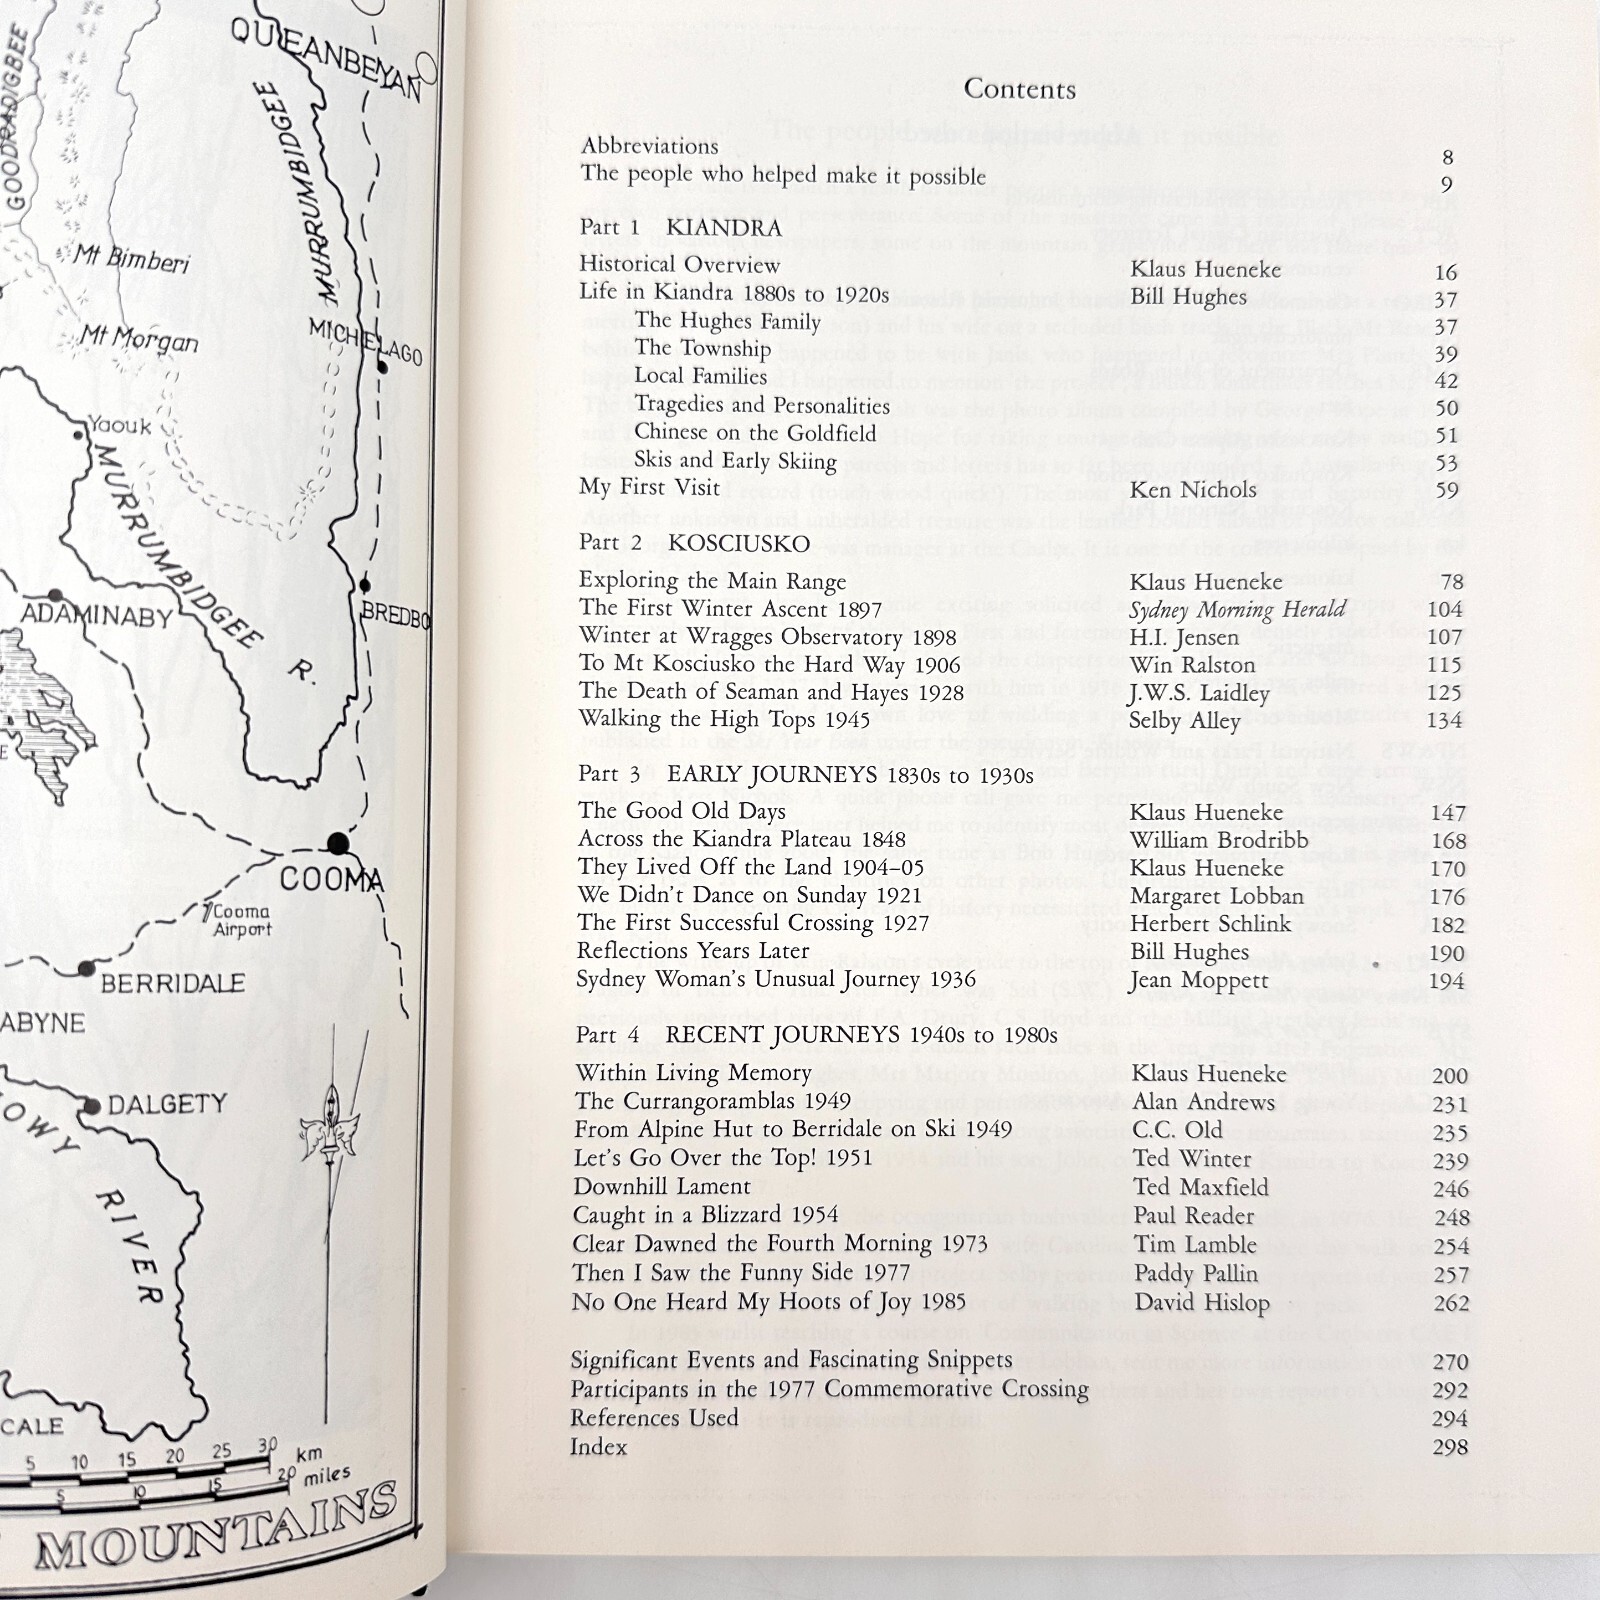 QUEANBEYAN
GOODRADIGBEE
MURRUMBIDGEE
Mt Bimberi
Mt Morgan
MICHELAGO
Yaouk
MURRUMBIDGEE R.
ADAMINABY
BREDBO
COOMA
Cooma
Airport
BERRIDALE
ABYNE
DALGETY
OWY RIVER
CALE
5 10 15 20 25 30 km
5 10 15 20 miles
MOUNTAINS
Contents
Abbreviations 8
The people who helped make it possible 9
Part 1 KIANDRA
Historical Overview Klaus Hueneke 16
Life in Kiandra 1880s to 1920s Bill Hughes 37
The Hughes Family 37
The Township 39
Local Families 42
Tragedies and Personalities 50
Chinese on the Goldfield 51
Skis and Early Skiing 53
My First Visit Ken Nichols 59
Part 2 KOSCIUSKO
Exploring the Main Range Klaus Hueneke 78
The First Winter Ascent 1897 Sydney Morning Herald 104
Winter at Wragges Observatory 1898 H.I. Jensen 107
To Mt Kosciusko the Hard Way 1906 Win Ralston 115
The Death of Seaman and Hayes 1928 J.W.S. Laidley 125
Walking the High Tops 1945 Selby Alley 134
Part 3 EARLY JOURNEYS 1830s to 1930s
The Good Old Days Klaus Hueneke 147
Across the Kiandra Plateau 1848 William Brodribb 168
They Lived Off the Land 1904–05 Klaus Hueneke 170
We Didn't Dance on Sunday 1921 Margaret Lobban 176
The First Successful Crossing 1927 Herbert Schlink 182
Reflections Years Later Bill Hughes 190
Sydney Woman's Unusual Journey 1936 Jean Moppett 194
Part 4 RECENT JOURNEYS 1940s to 1980s
Within Living Memory Klaus Hueneke 200
The Currangoramblas 1949 Alan Andrews 231
From Alpine Hut to Berridale on Ski 1949 C.C. Old 235
Let's Go Over the Top! 1951 Ted Winter 239
Downhill Lament Ted Maxfield 246
Caught in a Blizzard 1954 Paul Reader 248
Clear Dawned the Fourth Morning 1973 Tim Lamble 254
Then I Saw the Funny Side 1977 Paddy Pallin 257
No One Heard My Hoots of Joy 1985 David Hislop 262
Significant Events and Fascinating Snippets 270
Participants in the 1977 Commemorative Crossing 292
References Used 294
Index 298